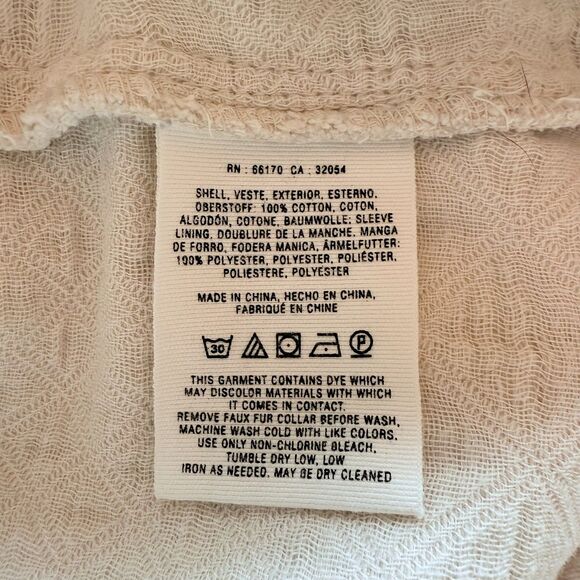 RN : 66170 CA : 32054
SHELL, VESTE, EXTERIOR, ESTERNO,
OBERSTOFF: 100% COTTON, COTON,
ALGODÓN, COTONE, BAUMWOLLE: SLEEVE
LINING, DOUBLURE DE LA MANCHE, MANGA
DE FORRO, FODERA MANICA, ÄRMELFUTTER:
100% POLYESTER, POLYESTER, POLIÉSTER,
POLIESTERE, POLYESTER
MADE IN CHINA, HECHO EN CHINA,
FABRIQUÉ EN CHINE
30 P
THIS GARMENT CONTAINS DYE WHICH
MAY DISCOLOR MATERIALS WITH WHICH
IT COMES IN CONTACT.
REMOVE FAUX FUR COLLAR BEFORE WASH,
MACHINE WASH COLD WITH LIKE COLORS,
USE ONLY NON-CHLORINE BLEACH,
TUMBLE DRY LOW, LOW
IRON AS NEEDED, MAY BE DRY CLEANED